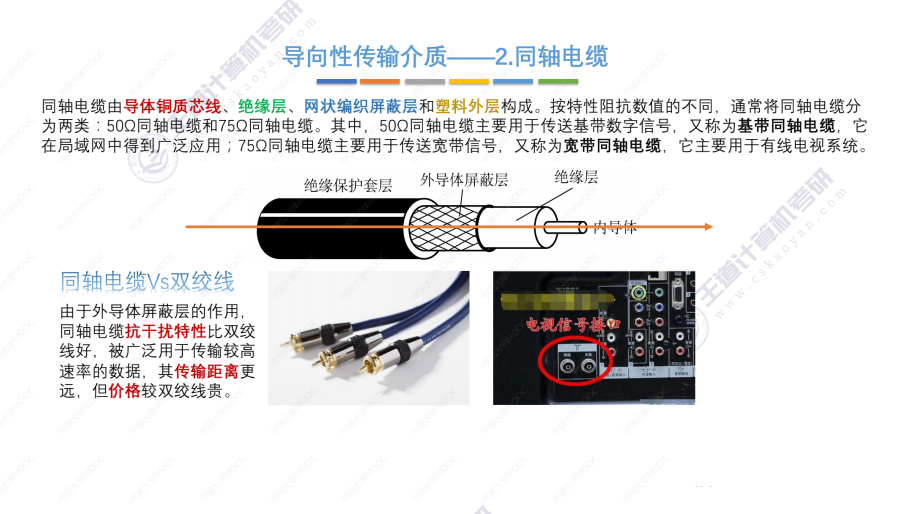 导向性传输介质——2.同轴电缆
同轴电缆由导体铜质芯线、绝缘层、网状编织屏蔽层和塑料外层构成。按特性阻抗数值的不同，通常将同轴电缆分
为两类：50Ω同轴电缆和75Ω同轴电缆。其中，50Ω同轴电缆主要用于传送基带数字信号，又称为基带同轴电缆，它
在局域网中得到广泛应用；75Ω同轴电缆主要用于传送宽带信号，又称为宽带同轴电缆，它主要用于有线电视系统。
绝缘保护套层
外导体屏蔽层
绝缘层
内导体
同轴电缆Vs双绞线
由于外导体屏蔽层的作用，
同轴电缆抗干扰特性比双绞
线好，被广泛用于传输较高
速率的数据，其传输距离更
远，但价格较双绞线贵。
电视信号接口
王道计算机考研
www.cskaoyan.com
中国大学MOOC